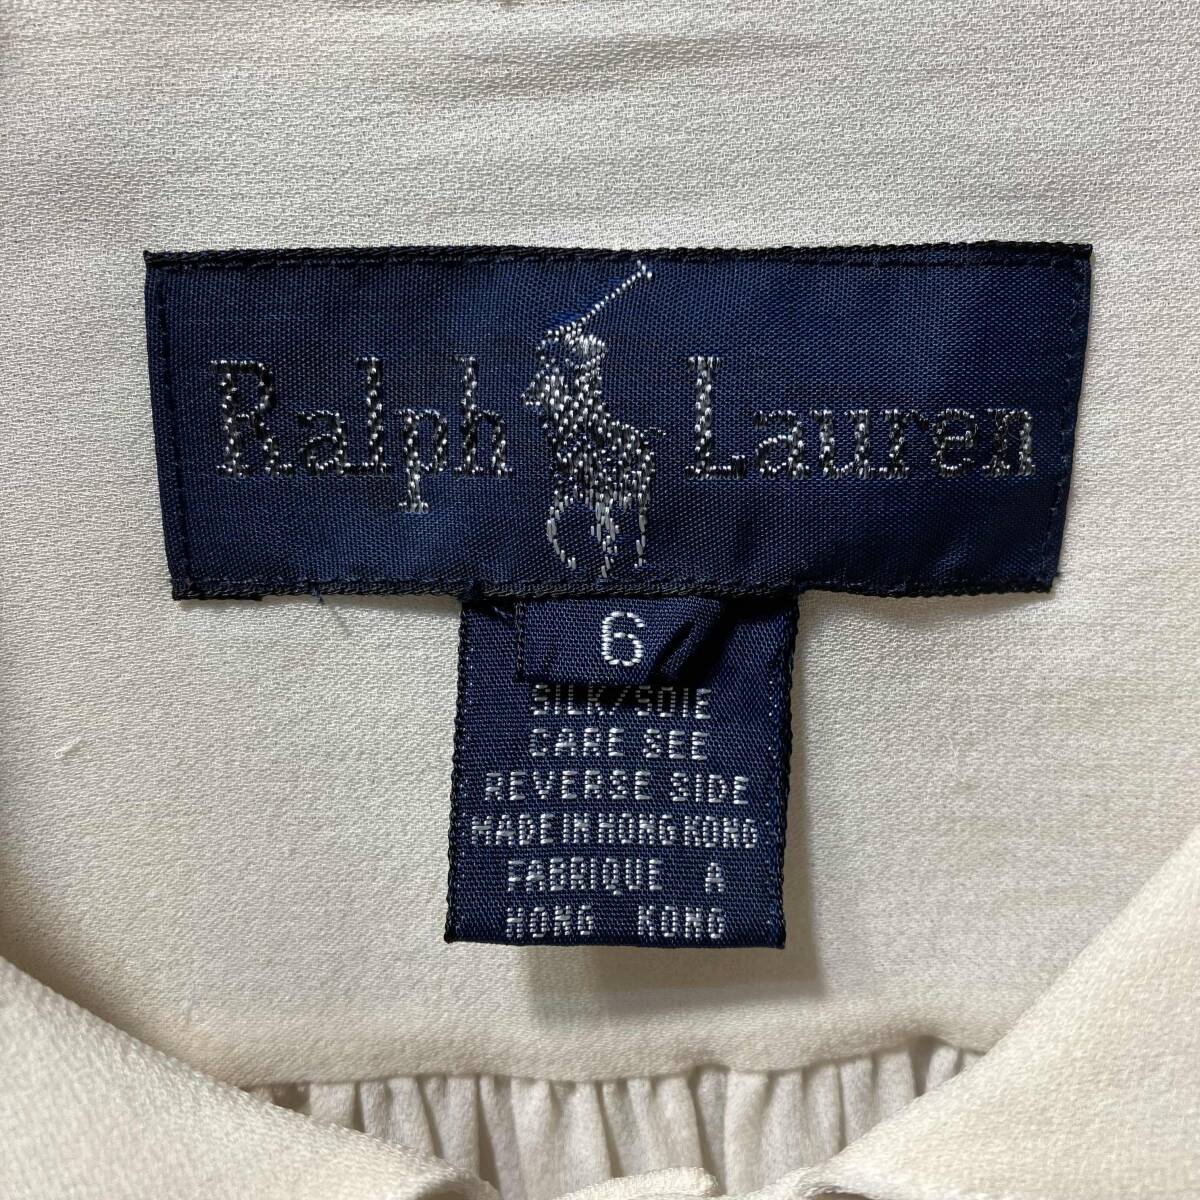 Ralph Lauren
6
SILK/SOIE
CARE SEE
REVERSE SIDE
MADE IN HONG KONG
FABRIQUE A
HONG KONG